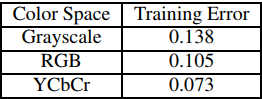 Color Space Training Error
Grayscale 0.138
RGB 0.105
YCbCr 0.073